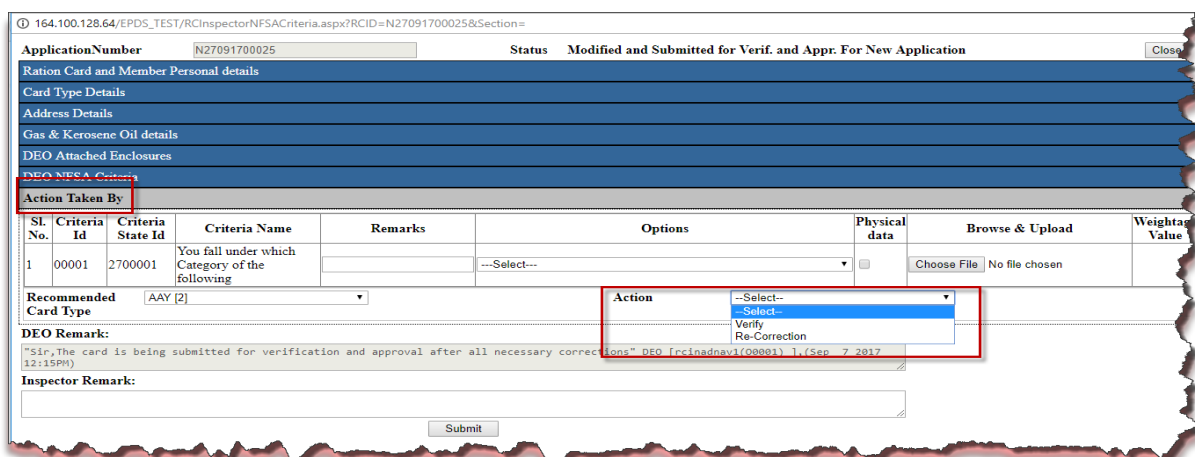 164.100.128.64/EPDS_TEST/RCInspectorNFSACriteria.aspx?RCID=N27091700025&Section=
ApplicationNumber N27091700025 Status Modified and Submitted for Verif. and Appr. For New Application Close
Ration Card and Member Personal details
Card Type Details
Address Details
Gas & Kerosene Oil details
DEO Attached Enclosures
DEO NFSA Criteria
Action Taken By
Sl. No. Criteria Id Criteria State Id Criteria Name Remarks Options Physical data Browse & Upload Weightag Value
1 00001 2700001 You fall under which Category of the following ---Select--- Choose File No file chosen
Recommended Card Type AAY [2] Action --Select--
--Select--
Verify
Re-Correction
DEO Remark:
"Sir,The card is being submitted for verification and approval after all necessary corrections" DEO [rcinadnav1(O0001) ],(Sep 7 2017
12:15PM)
Inspector Remark:
Submit